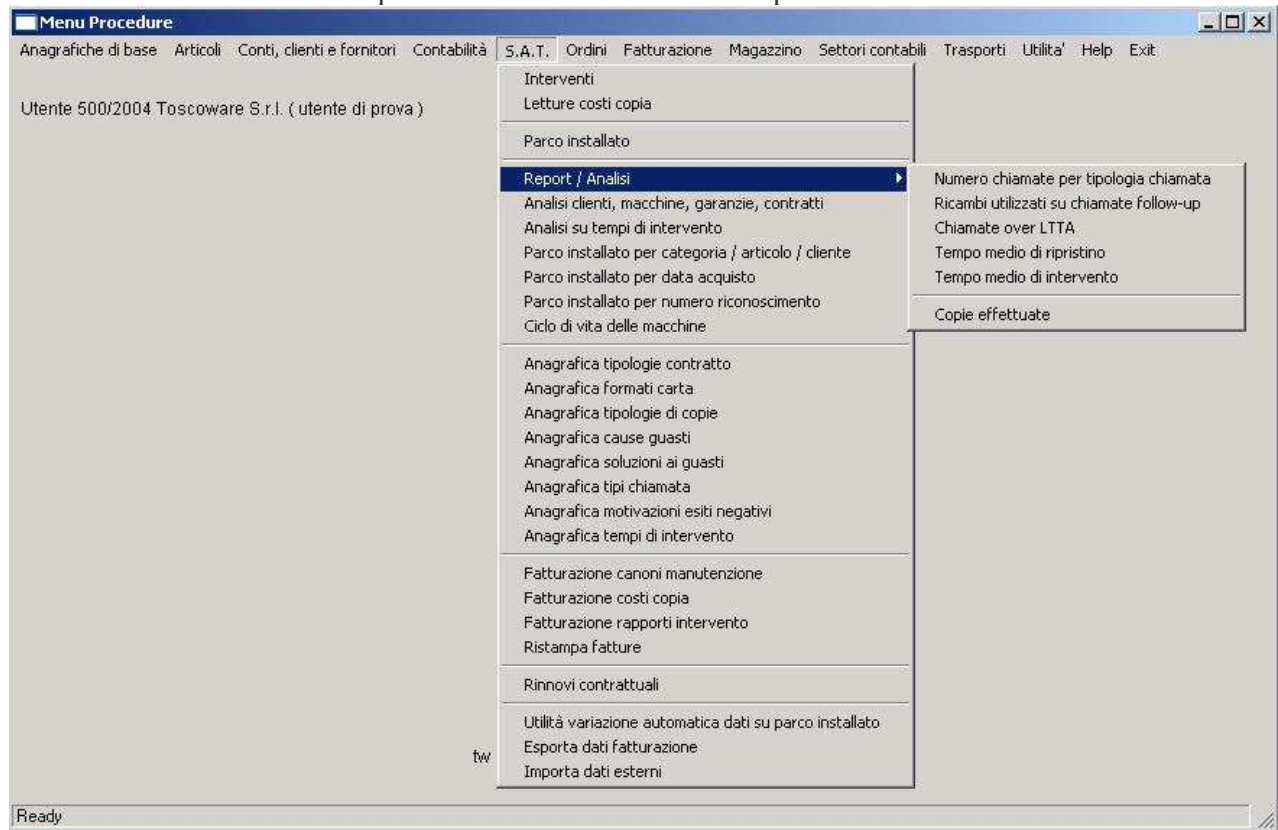 Menu Procedure
Anagrafiche di base Articoli Conti, clienti e fornitori Contabilità S.A.T. Ordini Fatturazione Magazzino Settori contabili Trasporti Utilita' Help Exit
Utente 500/2004 Toscoware S.r.l. ( utente di prova )
Interventi
Letture costi copia
Parco installato
Report / Analisi
Analisi clienti, macchine, garanzie, contratti
Analisi su tempi di intervento
Parco installato per categoria / articolo / cliente
Parco installato per data acquisto
Parco installato per numero riconoscimento
Ciclo di vita delle macchine
Anagrafica tipologie contratto
Anagrafica formati carta
Anagrafica tipologie di copie
Anagrafica cause guasti
Anagrafica soluzioni ai guasti
Anagrafica tipi chiamata
Anagrafica motivazioni esiti negativi
Anagrafica tempi di intervento
Fatturazione canoni manutenzione
Fatturazione costi copia
Fatturazione rapporti intervento
Ristampa fatture
Rinnovi contrattuali
Utilità variazione automatica dati su parco installato
Esporta dati fatturazione
Importa dati esterni
Numero chiamate per tipologia chiamata
Ricambi utilizzati su chiamate follow-up
Chiamate over LTTA
Tempo medio di ripristino
Tempo medio di intervento
Copie effettuate
tw
Ready